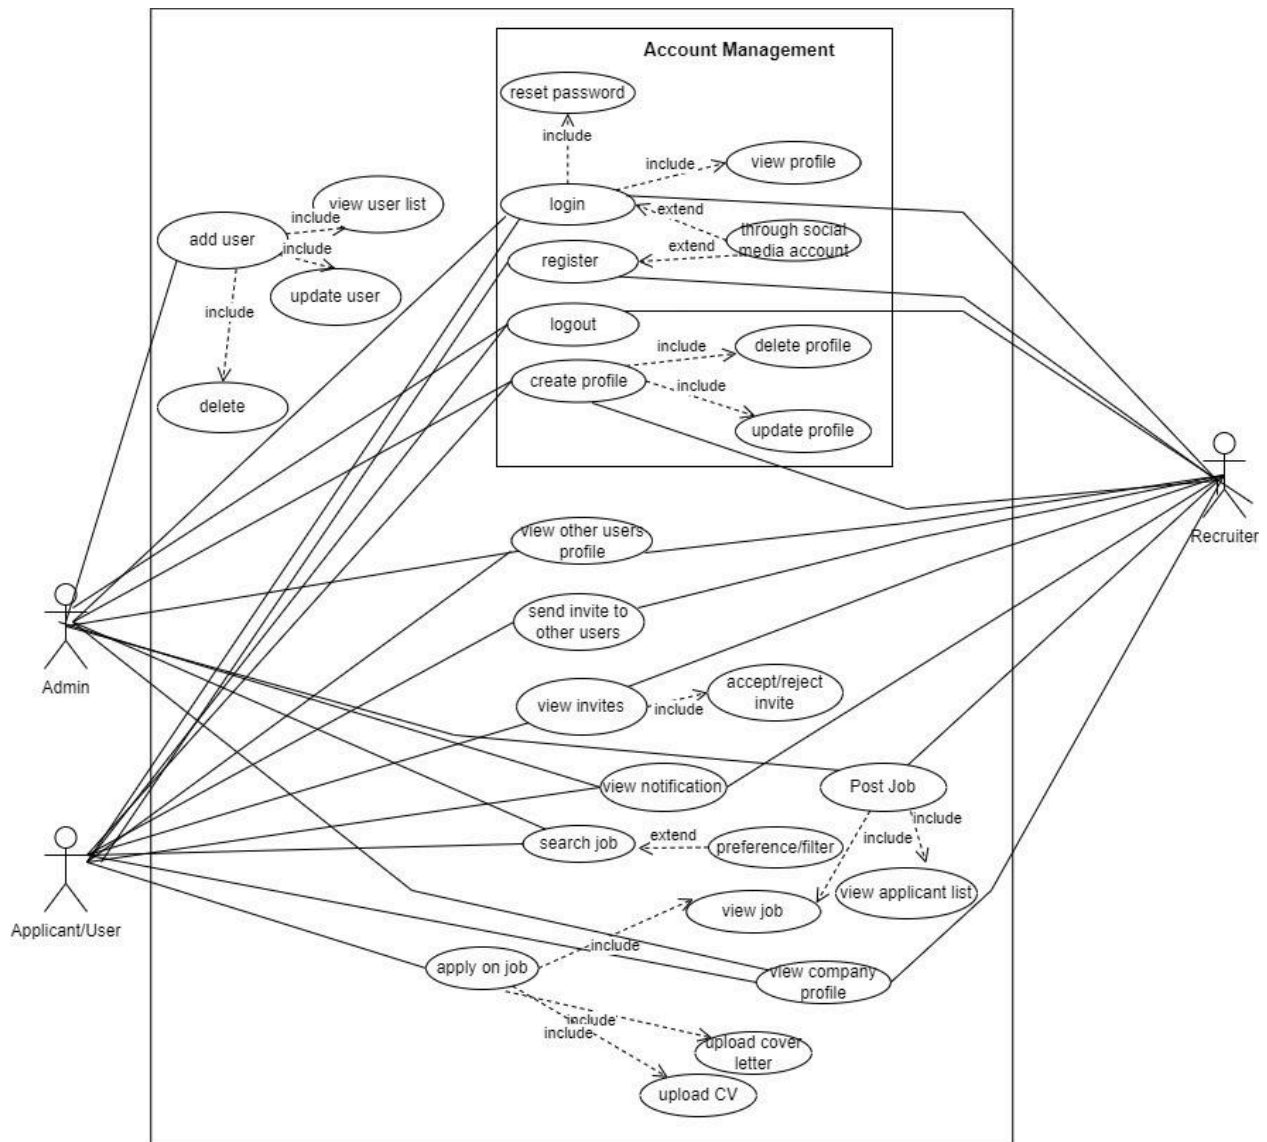 Account Management
reset password
include
include
view profile
view user list
include
login
extend
through social
media account
add user
include
extend
register
update user
include
logout
include
delete profile
create profile
include
delete
update profile
view other users
profile
Recruiter
send invite to
other users
Admin
view invites
include
accept/reject
invite
view notification
Post Job
include
include
search job
extend
preference/filter
view applicant list
view job
Applicant/User
include
apply on job
view company
profile
include
include
upload cover
letter
upload CV